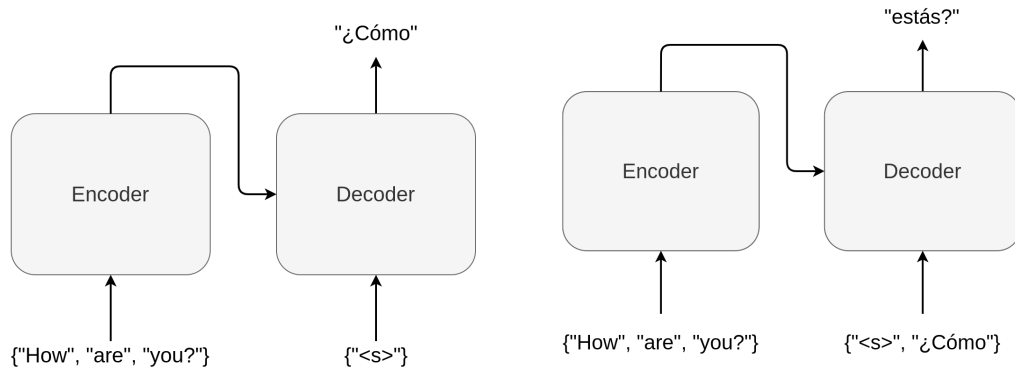 "¿Cómo"
Encoder
Decoder
{"How", "are", "you?"}
{"<s>"}
"estás?"
Encoder
Decoder
{"How", "are", "you?"}
{"<s>", "¿Cómo"}